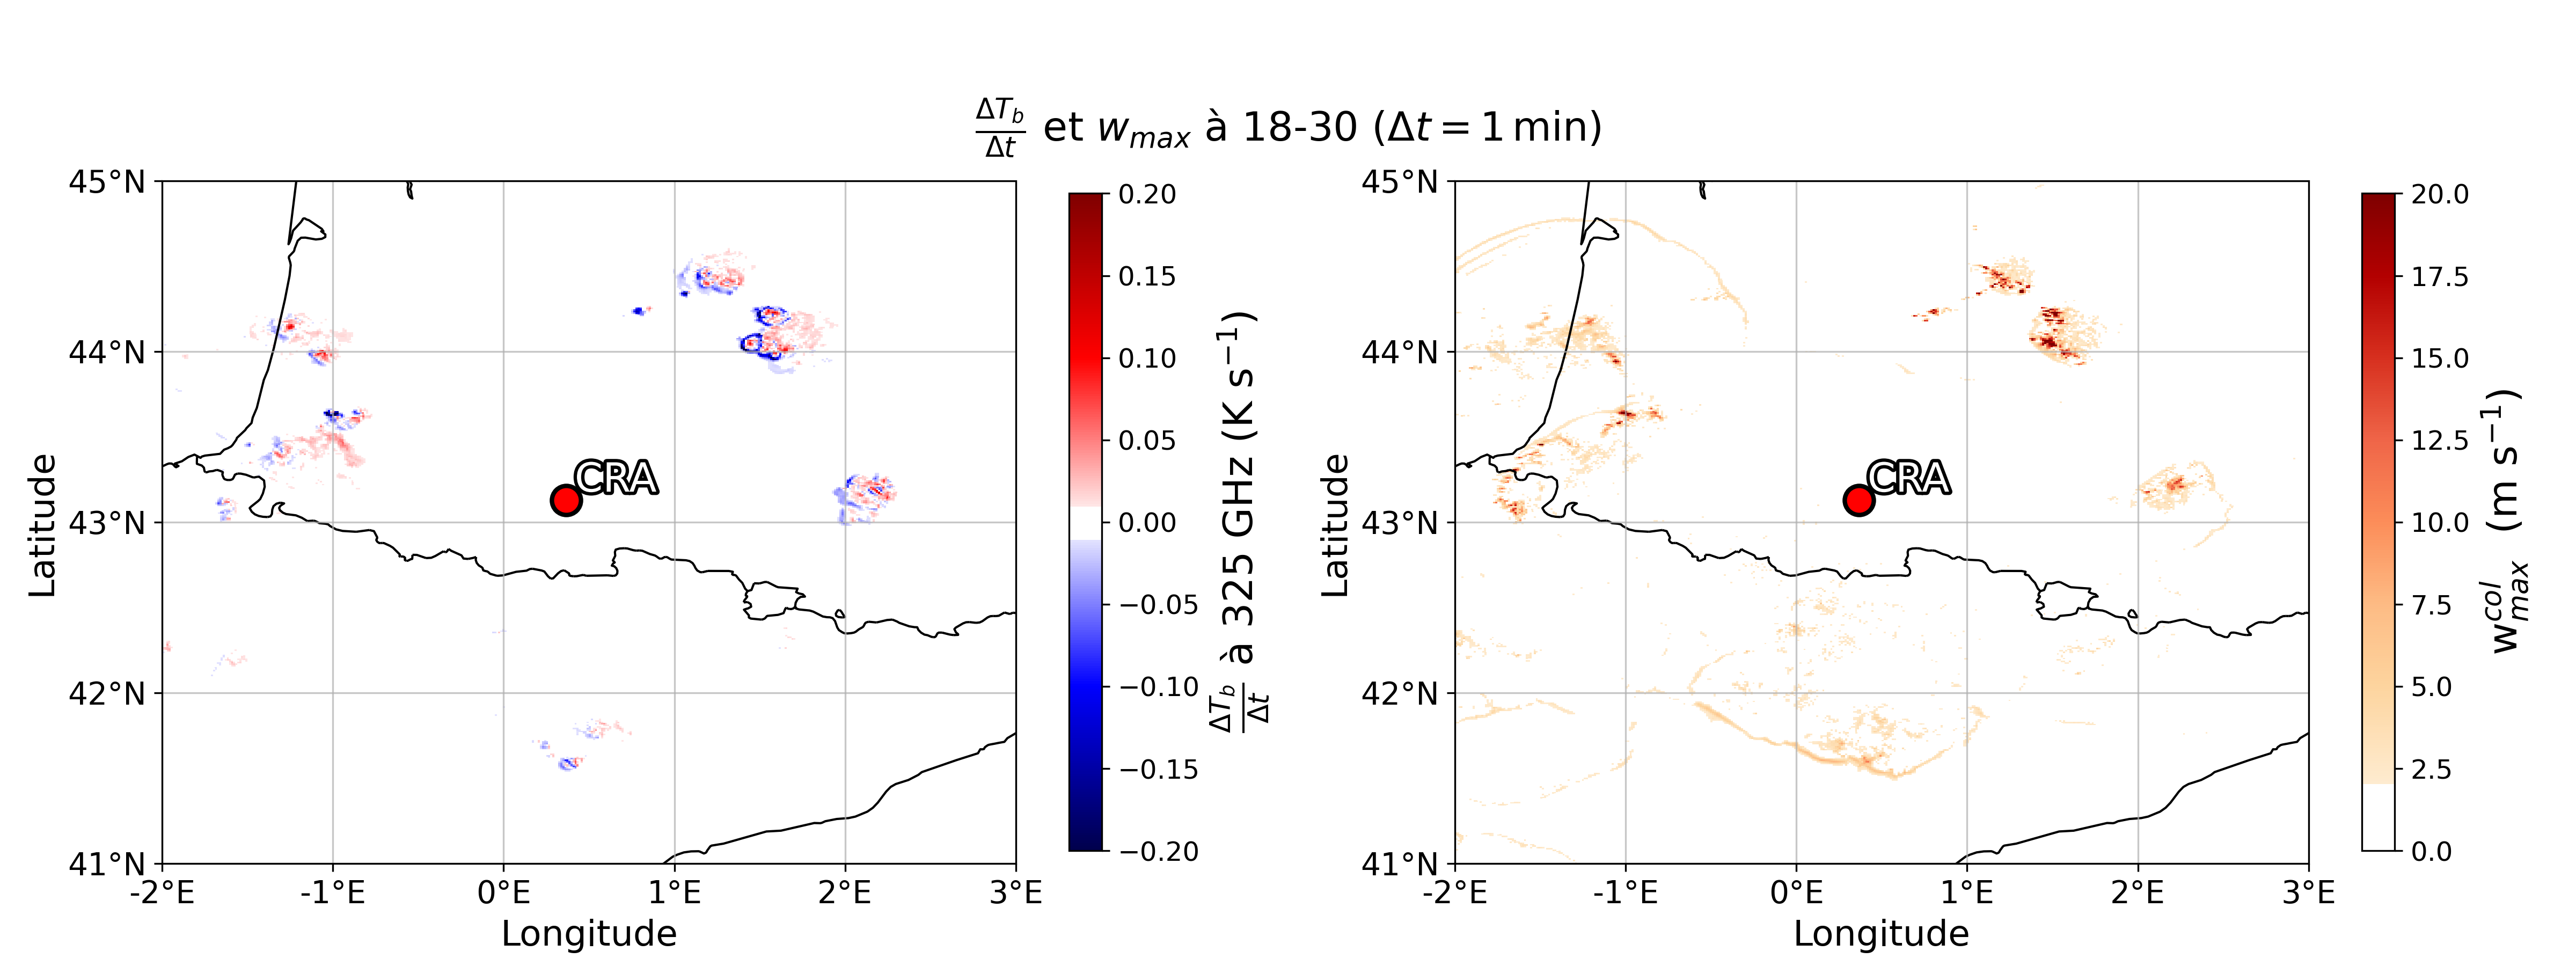 ΔT_b/Δt et w_max à 18-30 (Δt = 1 min)
45°N
44°N
43°N
42°N
41°N
-2°E
-1°E
0°E
1°E
2°E
3°E
Latitude
Longitude
CRA
0.20
0.15
0.10
0.05
0.00
−0.05
−0.10
−0.15
−0.20
ΔT_b/Δt à 325 GHz (K s⁻¹)
45°N
44°N
43°N
42°N
41°N
-2°E
-1°E
0°E
1°E
2°E
3°E
Latitude
Longitude
CRA
20.0
17.5
15.0
12.5
10.0
7.5
5.0
2.5
0.0
w_max^col (m s⁻¹)